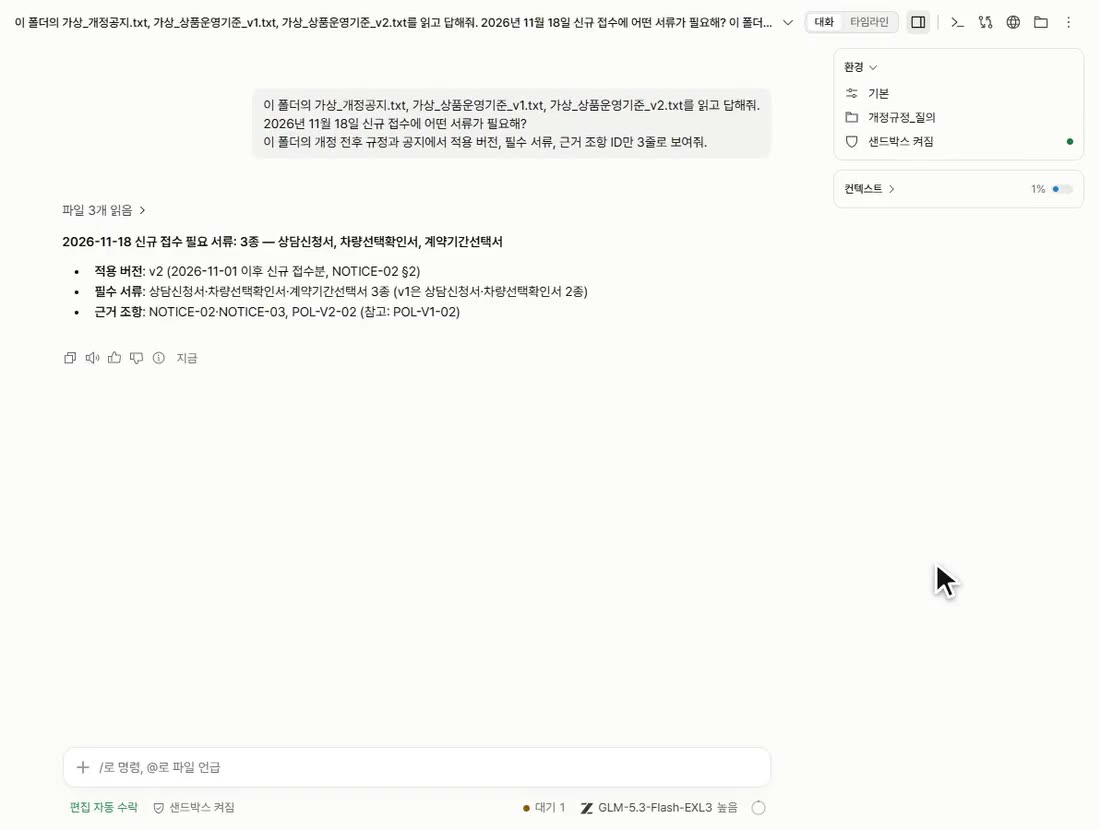 이 폴더의 가상_개정공지.txt, 가상_상품운영기준_v1.txt, 가상_상품운영기준_v2.txt를 읽고 답해줘. 2026년 11월 18일 신규 접수에 어떤 서류가 필요해? 이 폴더...
대화 타임라인
환경
기본
개정규정_질의
샌드박스 켜짐
컨텍스트 1%
이 폴더의 가상_개정공지.txt, 가상_상품운영기준_v1.txt, 가상_상품운영기준_v2.txt를 읽고 답해줘.
2026년 11월 18일 신규 접수에 어떤 서류가 필요해?
이 폴더의 개정 전후 규정과 공지에서 적용 버전, 필수 서류, 근거 조항 ID만 3줄로 보여줘.
파일 3개 읽음
2026-11-18 신규 접수 필요 서류: 3종 — 상담신청서, 차량선택확인서, 계약기간선택서
• 적용 버전: v2 (2026-11-01 이후 신규 접수분, NOTICE-02 §2)
• 필수 서류: 상담신청서·차량선택확인서·계약기간선택서 3종 (v1은 상담신청서·차량선택확인서 2종)
• 근거 조항: NOTICE-02·NOTICE-03, POL-V2-02 (참고: POL-V1-02)
지금
/로 명령, @로 파일 언급
편집 자동 수락 샌드박스 켜짐 대기 1 GLM-5.3-Flash-EXL3 높음